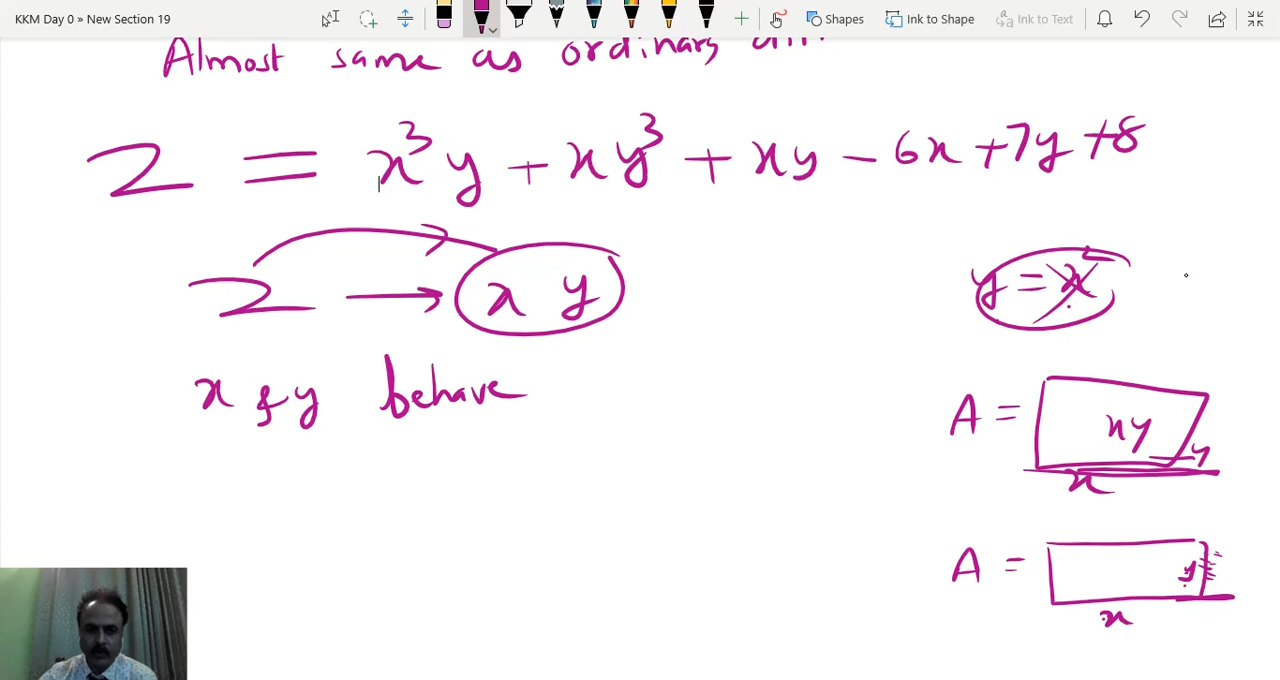 KKM Day 0 » New Section 19
Shapes
Ink to Shape
Ink to Text
Almost same as ordinary
z = x³y + xy³ + xy - 6x + 7y + 8
z → x y
y = x²
x & y behave
A = xy
y
x
A =
y
x